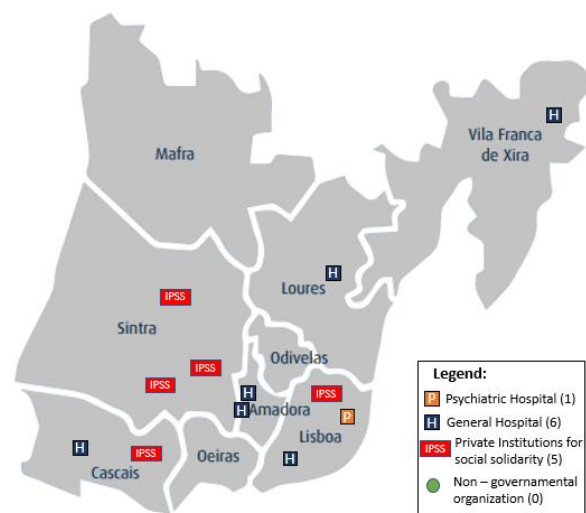 Mafra
Vila Franca
de Xira
H
H
Loures
IPSS
Sintra
Odivelas
IPSS
IPSS
H
H
Amadora
IPSS
P
Lisboa
H
H
IPSS
Cascais
Oeiras
Legend:
P Psychiatric Hospital (1)
H General Hospital (6)
IPSS Private Institutions for
social solidarity (5)
Non – governamental
organization (0)